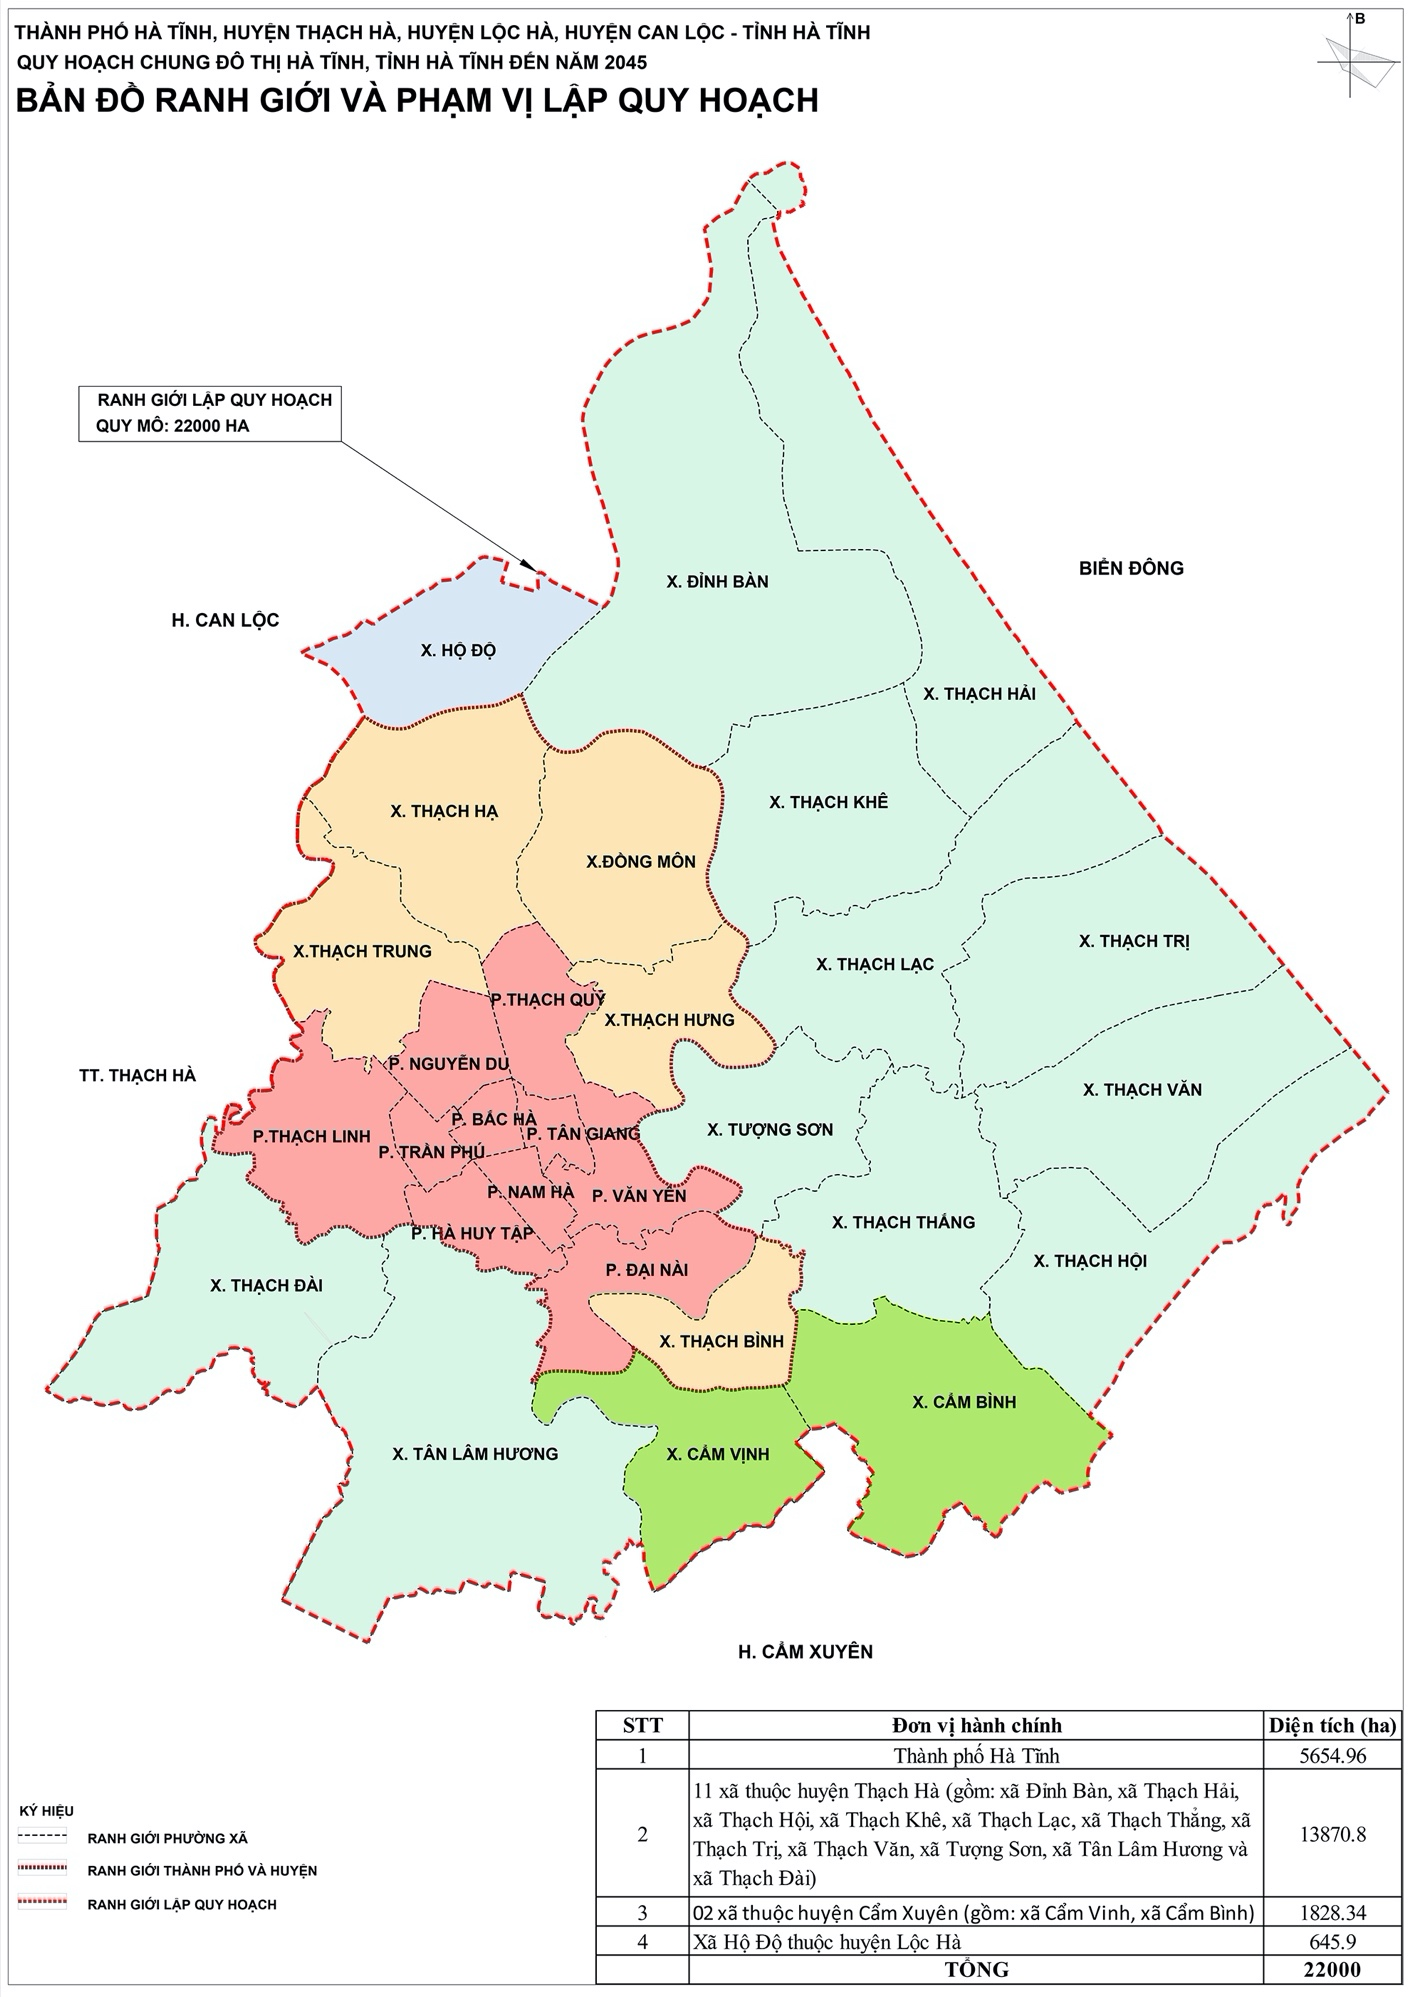 THÀNH PHỐ HÀ TĨNH, HUYỆN THẠCH HÀ, HUYỆN LỘC HÀ, HUYỆN CAN LỘC - TỈNH HÀ TĨNH
QUY HOẠCH CHUNG ĐÔ THỊ HÀ TĨNH, TỈNH HÀ TĨNH ĐẾN NĂM 2045
BẢN ĐỒ RANH GIỚI VÀ PHẠM VỊ LẬP QUY HOẠCH
B
RANH GIỚI LẬP QUY HOẠCH
QUY MÔ: 22000 HA
BIỂN ĐÔNG
X. ĐỈNH BÀN
H. CAN LỘC
X. HỘ ĐỘ
X. THẠCH HẢI
X. THẠCH KHÊ
X. THẠCH HẠ
X.ĐỒNG MÔN
X. THẠCH TRỊ
X.THẠCH TRUNG
X. THẠCH LẠC
P.THẠCH QUÝ
X.THẠCH HƯNG
P. NGUYỄN DU
TT. THẠCH HÀ
X. THẠCH VĂN
P. BẮC HÀ
X. TƯỢNG SƠN
P. TÂN GIANG
P.THẠCH LINH
P. TRẦN PHÚ
P. NAM HÀ
P. VĂN YÊN
X. THẠCH THẮNG
P. HÀ HUY TẬP
X. THẠCH HỘI
P. ĐẠI NÀI
X. THẠCH ĐÀI
X. THẠCH BÌNH
X. CẨM BÌNH
X. TÂN LÂM HƯƠNG
X. CẨM VỊNH
H. CẨM XUYÊN
STT Đơn vị hành chính Diện tích (ha)
1 Thành phố Hà Tĩnh 5654.96
11 xã thuộc huyện Thạch Hà (gồm: xã Đỉnh Bàn, xã Thạch Hải,
xã Thạch Hội, xã Thạch Khê, xã Thạch Lạc, xã Thạch Thắng, xã
2 13870.8
Thạch Trị, xã Thạch Văn, xã Tượng Sơn, xã Tân Lâm Hương và
xã Thạch Đài)
3 02 xã thuộc huyện Cẩm Xuyên (gồm: xã Cẩm Vinh, xã Cẩm Bình) 1828.34
4 Xã Hộ Độ thuộc huyện Lộc Hà 645.9
TỔNG 22000
KÝ HIỆU
RANH GIỚI PHƯỜNG XÃ
RANH GIỚI THÀNH PHỐ VÀ HUYỆN
RANH GIỚI LẬP QUY HOẠCH